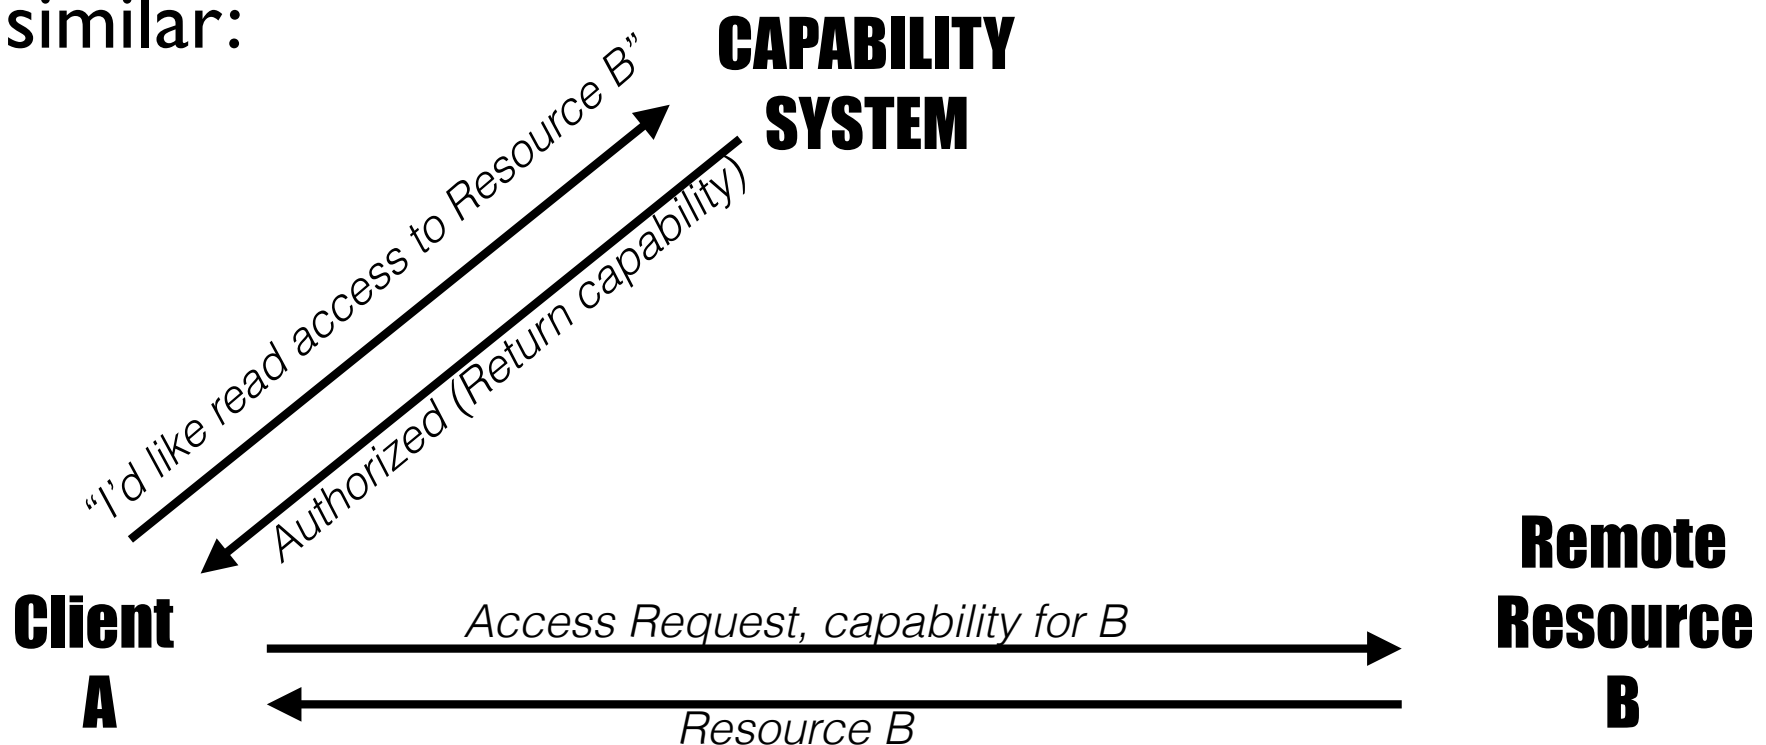 similar:
CAPABILITY
SYSTEM
“I’d like read access to Resource B”
Authorized (Return capability)
Client
A
Access Request, capability for B
Resource B
Remote
Resource
B